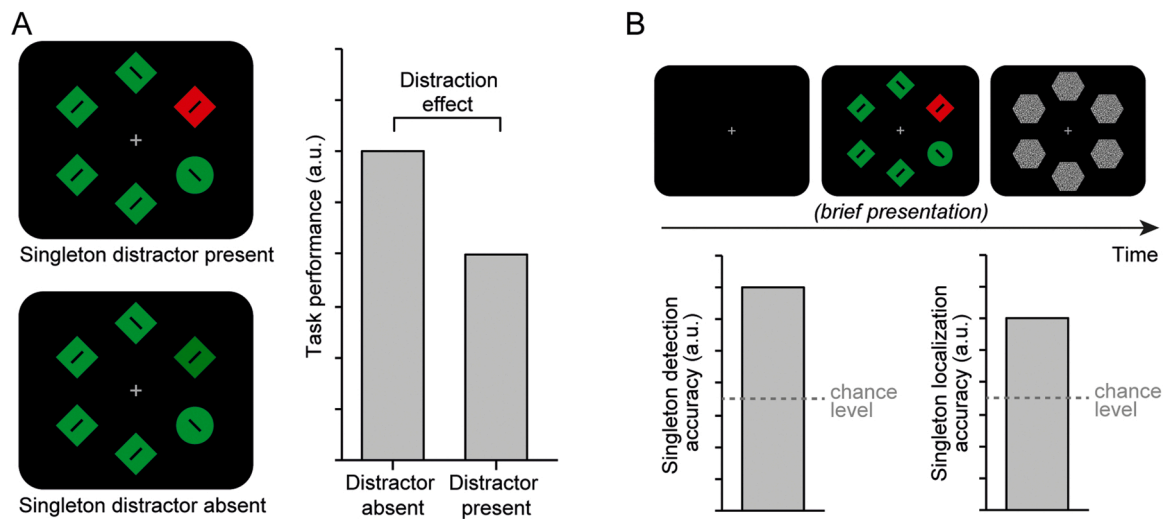 A
Singleton distractor present
Singleton distractor absent
Task performance (a.u.)
Distraction
effect
Distractor
absent
Distractor
present
B
(brief presentation)
Time
Singleton detection
accuracy (a.u.)
chance
level
Singleton localization
accuracy (a.u.)
chance
level